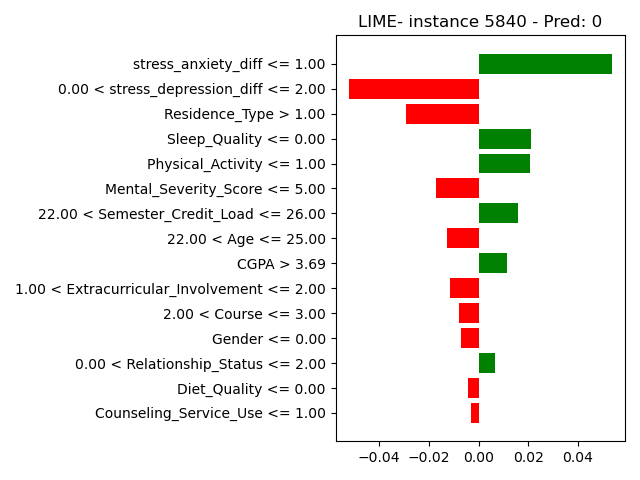 LIME- instance 5840 - Pred: 0
stress_anxiety_diff <= 1.00
0.00 < stress_depression_diff <= 2.00
Residence_Type > 1.00
Sleep_Quality <= 0.00
Physical_Activity <= 1.00
Mental_Severity_Score <= 5.00
22.00 < Semester_Credit_Load <= 26.00
22.00 < Age <= 25.00
CGPA > 3.69
1.00 < Extracurricular_Involvement <= 2.00
2.00 < Course <= 3.00
Gender <= 0.00
0.00 < Relationship_Status <= 2.00
Diet_Quality <= 0.00
Counseling_Service_Use <= 1.00
−0.04 −0.02 0.00 0.02 0.04